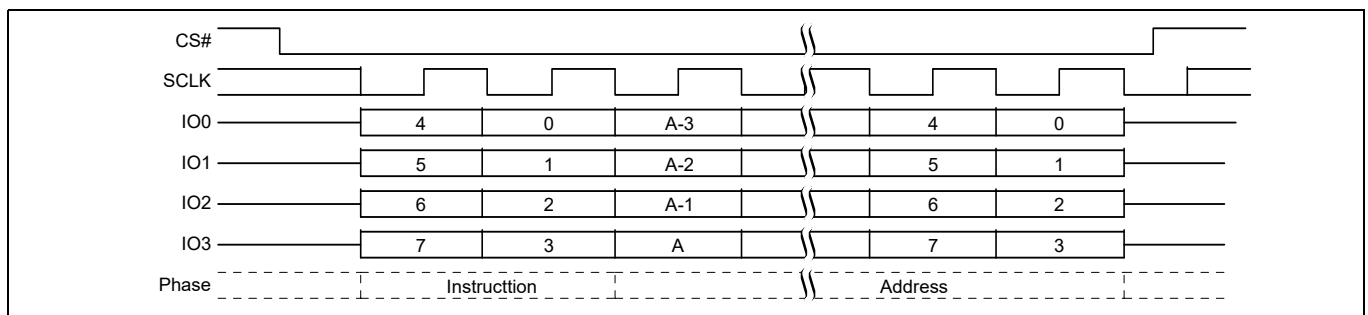 CS#
SCLK
IO0 4 0 A-3 4 0
IO1 5 1 A-2 5 1
IO2 6 2 A-1 6 2
IO3 7 3 A 7 3
Phase Instructtion Address